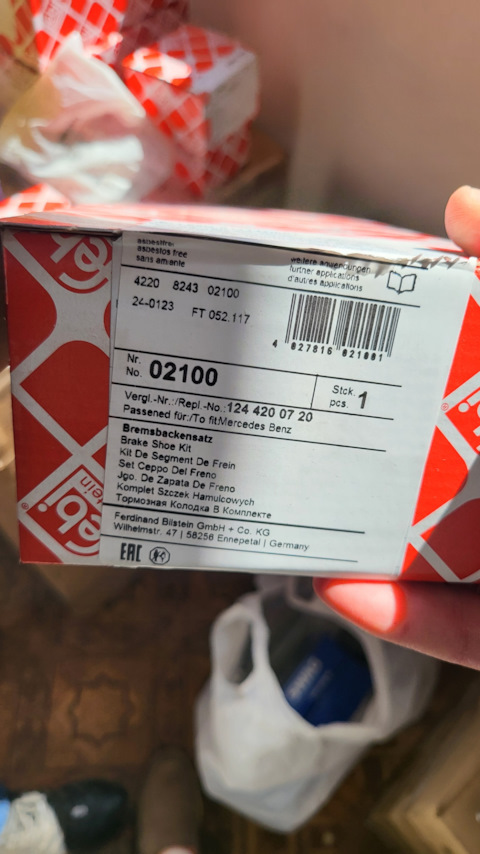 asbestfrei
asbestos free
sans amiante
weitere anwendungen
further applications
d'autres applications
4220 8243 02100
24-0123 FT 052.117
4 027816 021001
Nr.
No. 02100
Stck.
pcs. 1
Vergl.-Nr.:/Repl.-No.:124 420 07 20
Passened für:/To fit:Mercedes Benz
Bremsbackensatz
Brake Shoe Kit
Kit De Segment De Frein
Set Ceppo Del Freno
Jgo. De Zapata De Freno
Komplet Szczek Hamulcowych
Тормозная Колодка В Комплекте
Ferdinand Bilstein GmbH + Co. KG
Wilhelmstr. 47 | 58256 Ennepetal | Germany
EAC
febi
bilstein